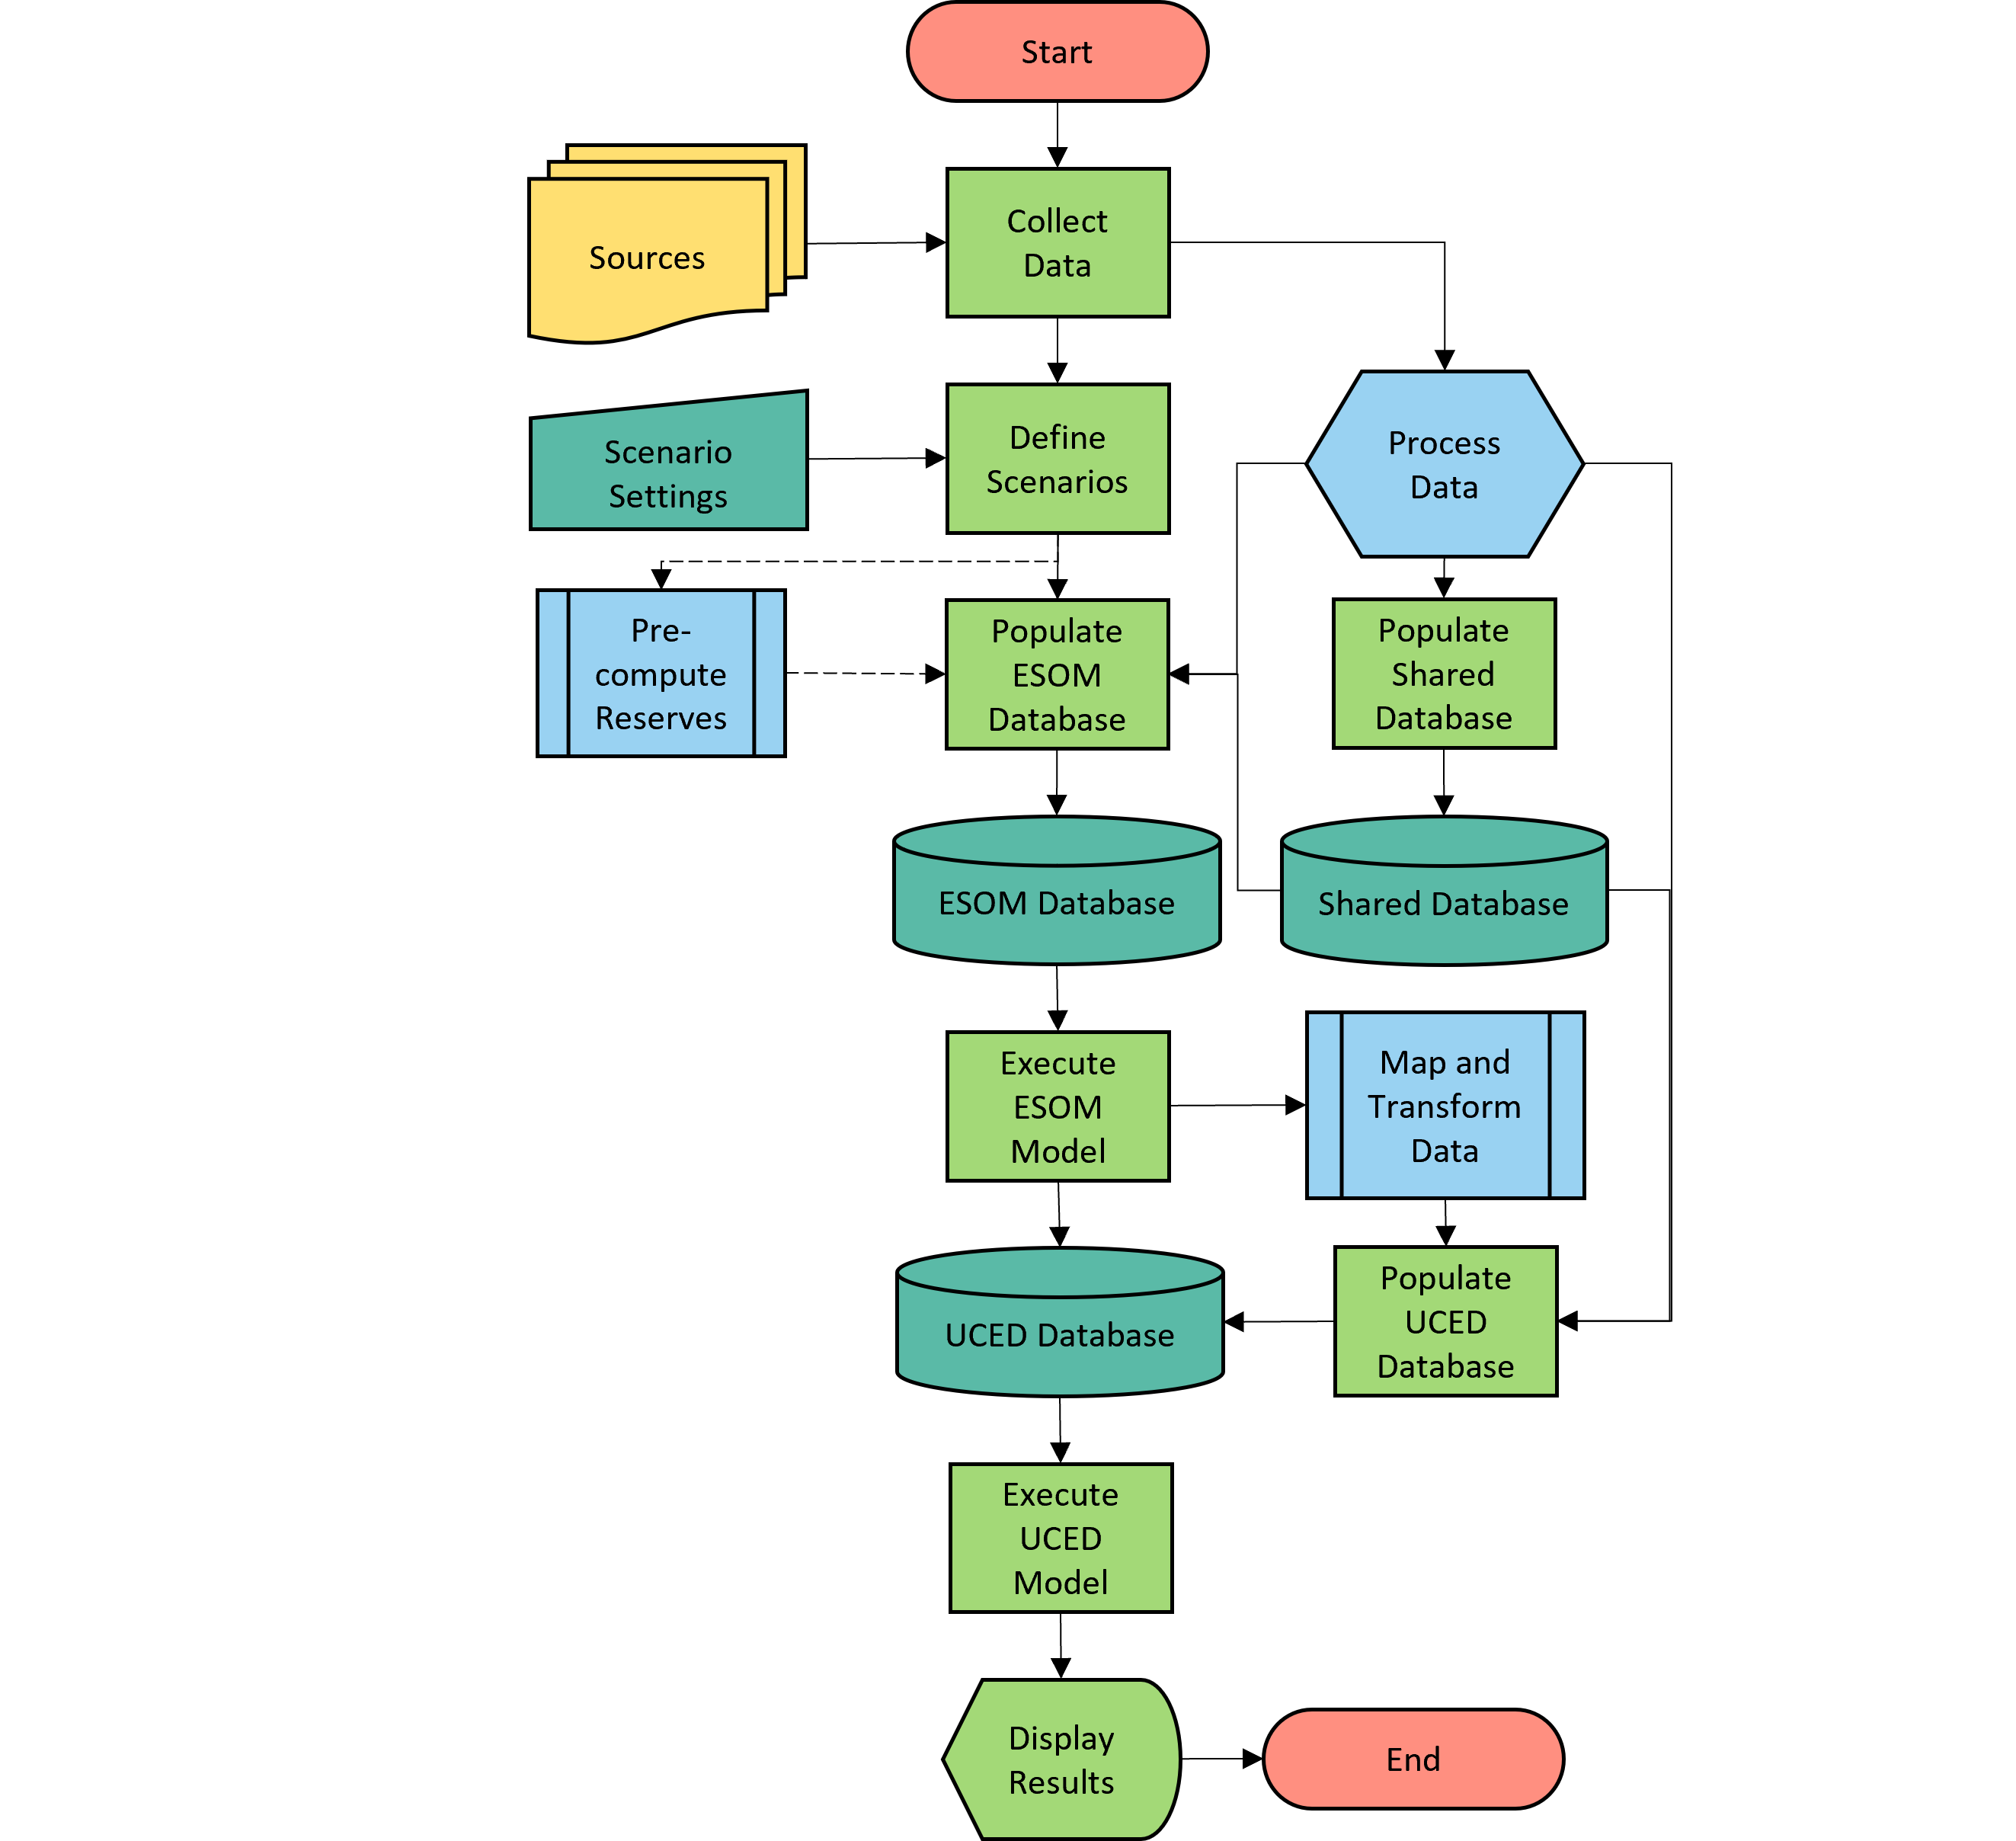 Start
Sources
Collect
Data
Scenario
Settings
Define
Scenarios
Process
Data
Pre-
compute
Reserves
Populate
ESOM
Database
Populate
Shared
Database
ESOM Database
Shared Database
Execute
ESOM
Model
Map and
Transform
Data
UCED Database
Populate
UCED
Database
Execute
UCED
Model
Display
Results
End